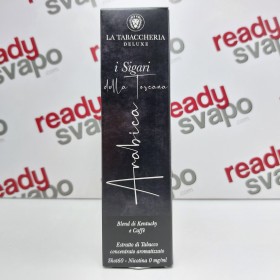 LA TABACCHERIA
DELUXE
i Sigari
della Toscana
Arabica
Blend di Kentucky
e Caffè
Estratto di Tabacco
concentrato aromatizzato
Shot60 - Nicotina 0 mg/ml
ready
svapo
ready
svapo
ready
svapo
ready
svapo